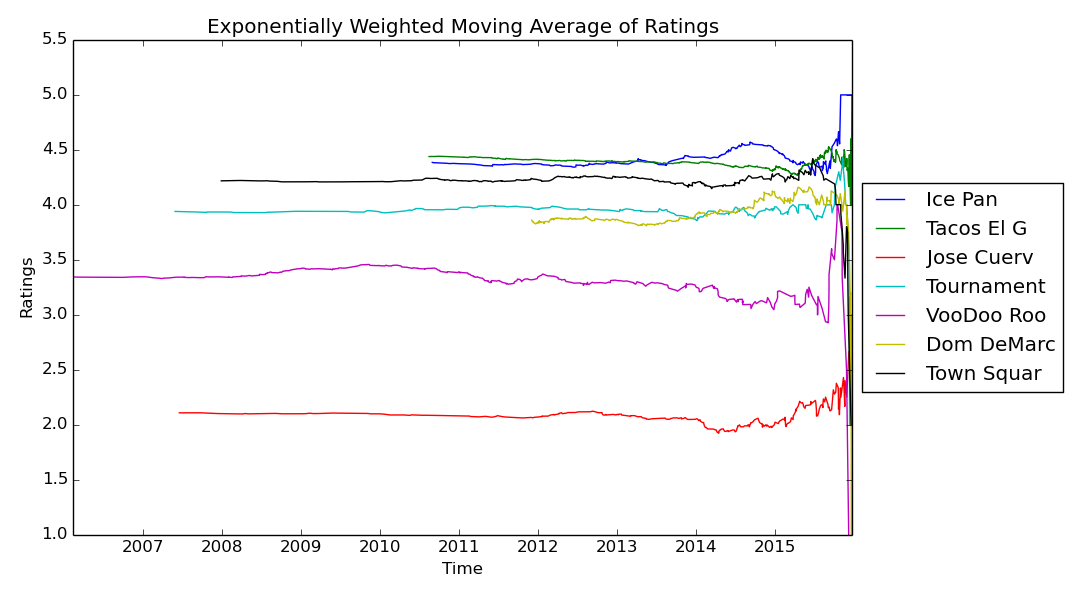 Exponentially Weighted Moving Average of Ratings
5.5
5.0
4.5
4.0
3.5
3.0
2.5
2.0
1.5
1.0
Ratings
2007 2008 2009 2010 2011 2012 2013 2014 2015
Time
Ice Pan
Tacos El G
Jose Cuerv
Tournament
VooDoo Roo
Dom DeMarc
Town Squar